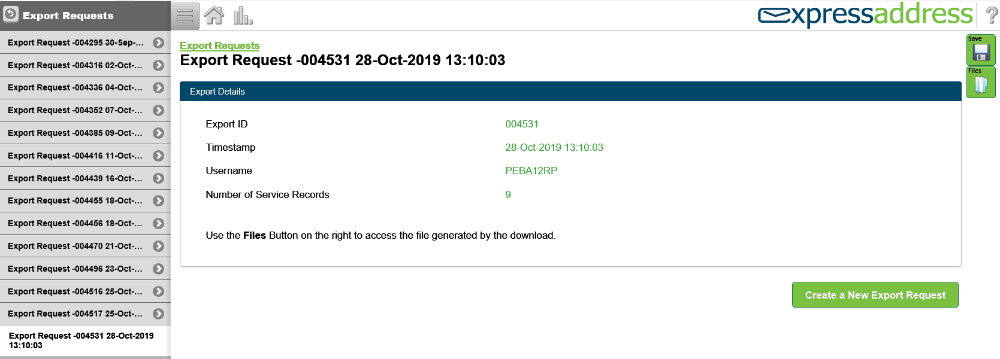 Export Requests
Export Request -004295 30-Sep-...
Export Request -004316 02-Oct-...
Export Request -004336 04-Oct-...
Export Request -004352 07-Oct-...
Export Request -004385 09-Oct-...
Export Request -004416 11-Oct-...
Export Request -004439 16-Oct-...
Export Request -004455 18-Oct-...
Export Request -004456 18-Oct-...
Export Request -004470 21-Oct-...
Export Request -004496 23-Oct-...
Export Request -004516 25-Oct-...
Export Request -004517 25-Oct-...
Export Request -004531 28-Oct-2019
13:10:03
expressaddress
?
Export Requests
Export Request -004531 28-Oct-2019 13:10:03
Save
Files
Export Details
Export ID 004531
Timestamp 28-Oct-2019 13:10:03
Username PEBA12RP
Number of Service Records 9
Use the Files Button on the right to access the file generated by the download.
Create a New Export Request